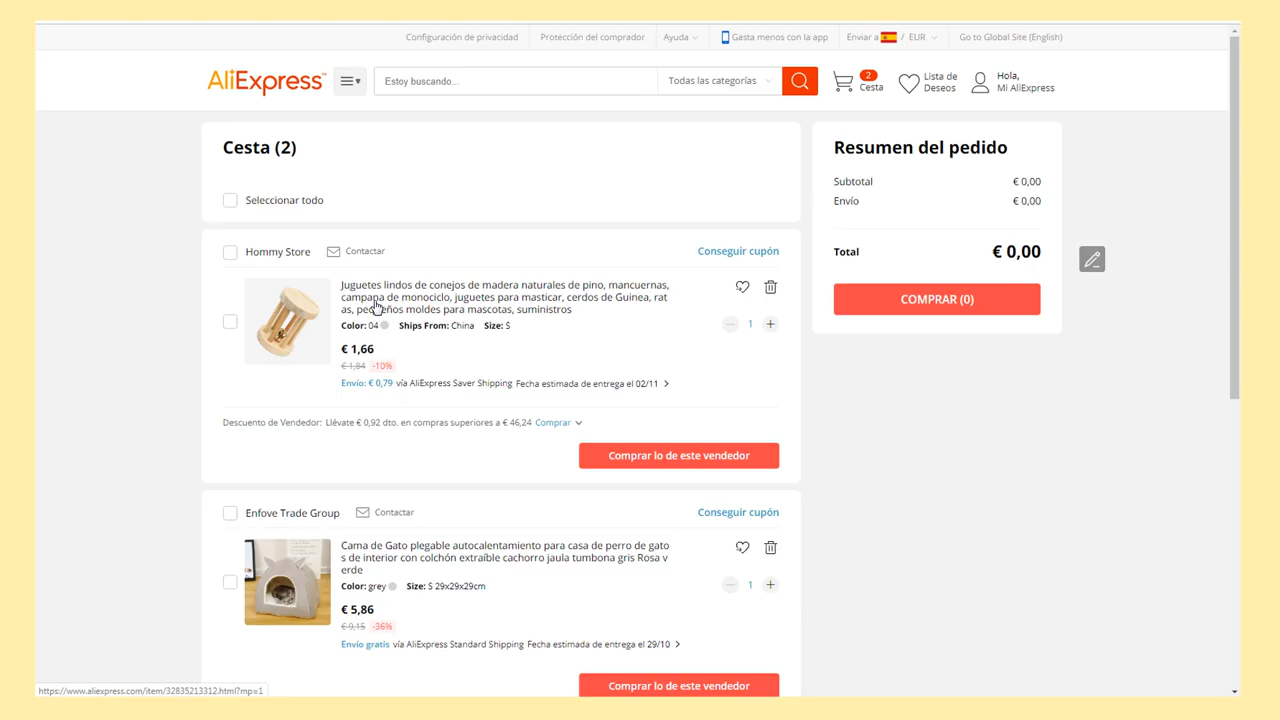 Configuración de privacidad Protección del comprador Ayuda Gasta menos con la app Enviar a / EUR Go to Global Site (English)
AliExpress Estoy buscando... Todas las categorías 2 Cesta Lista de Deseos Hola, Mi AliExpress
Cesta (2)
Seleccionar todo
Hommy Store Contactar Conseguir cupón
Juguetes lindos de conejos de madera naturales de pino, mancuernas,
campana de monociclo, juguetes para masticar, cerdos de Guinea, rat
as, pequeños moldes para mascotas, suministros
Color: 04 Ships From: China Size: S
1
€ 1,66
€ 1,84 -10%
Envío: € 0,79 vía AliExpress Saver Shipping Fecha estimada de entrega el 02/11
Descuento de Vendedor: Llévate € 0,92 dto. en compras superiores a € 46,24 Comprar
Comprar lo de este vendedor
Enfove Trade Group Contactar Conseguir cupón
Cama de Gato plegable autocalentamiento para casa de perro de gato
s de interior con colchón extraíble cachorro jaula tumbona gris Rosa v
erde
Color: grey Size: S 29x29x29cm
1
€ 5,86
€ 9,15 -36%
Envío gratis vía AliExpress Standard Shipping Fecha estimada de entrega el 29/10
Comprar lo de este vendedor
Resumen del pedido
Subtotal € 0,00
Envío € 0,00
Total € 0,00
COMPRAR (0)
https://www.aliexpress.com/item/32835213312.html?mp=1